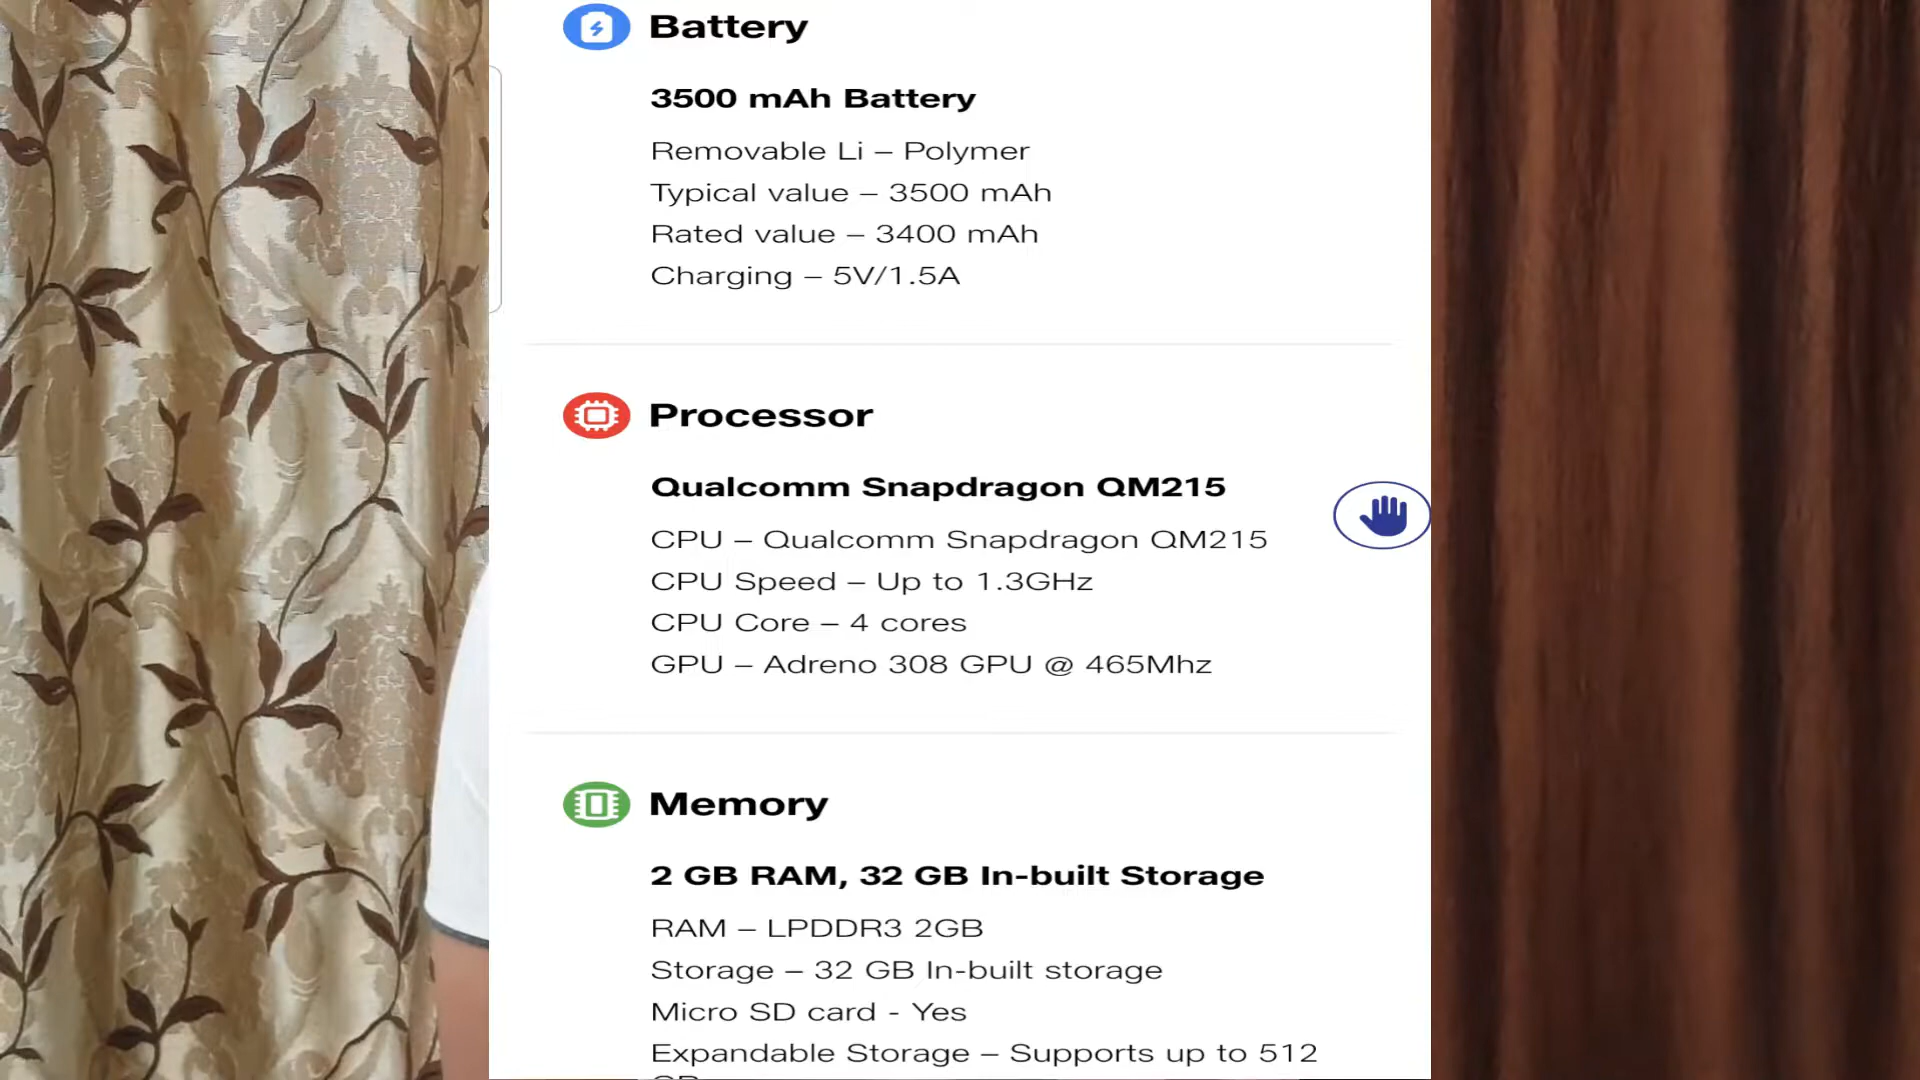 Battery
3500 mAh Battery
Removable Li – Polymer
Typical value – 3500 mAh
Rated value – 3400 mAh
Charging – 5V/1.5A
Processor
Qualcomm Snapdragon QM215
CPU – Qualcomm Snapdragon QM215
CPU Speed – Up to 1.3GHz
CPU Core – 4 cores
GPU – Adreno 308 GPU @ 465Mhz
Memory
2 GB RAM, 32 GB In-built Storage
RAM – LPDDR3 2GB
Storage – 32 GB In-built storage
Micro SD card - Yes
Expandable Storage – Supports up to 512